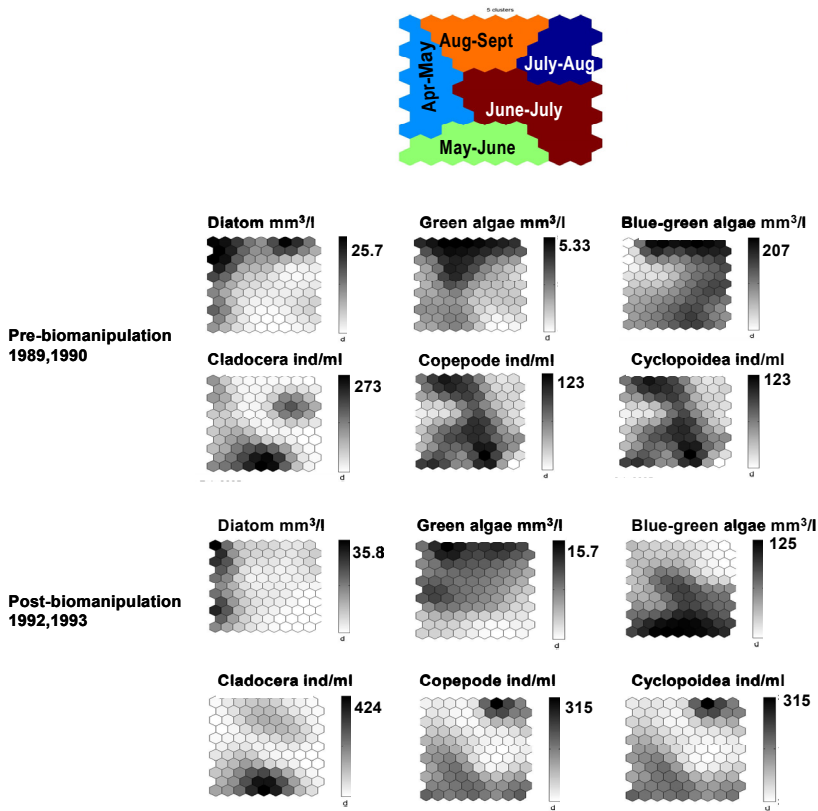 5 clusters
Aug-Sept
July-Aug
Apr-May
June-July
May-June
Diatom mm³/l Green algae mm³/l Blue-green algae mm³/l
25.7 5.33 207
d d d
Pre-biomanipulation
1989,1990
Cladocera ind/ml Copepode ind/ml Cyclopoidea ind/ml
273 123 123
d d d
Diatom mm³/l Green algae mm³/l Blue-green algae mm³/l
35.8 15.7 125
d d d
Post-biomanipulation
1992,1993
Cladocera ind/ml Copepode ind/ml Cyclopoidea ind/ml
424 315 315
d d d